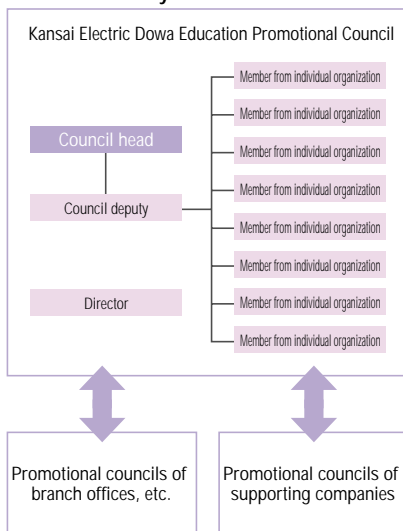 Kansai Electric Dowa Education Promotional Council
Council head
Council deputy
Director
Member from individual organization
Member from individual organization
Member from individual organization
Member from individual organization
Member from individual organization
Member from individual organization
Member from individual organization
Member from individual organization
Promotional councils of
branch offices, etc.
Promotional councils of
supporting companies